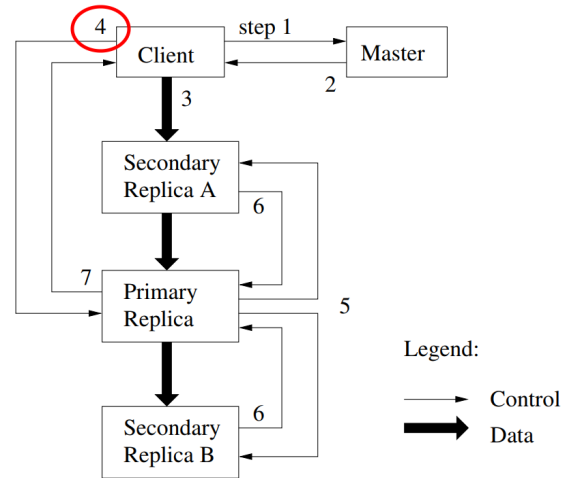 4
step 1
Client
Master
2
3
Secondary
Replica A
6
7
Primary
Replica
5
Legend:
Control
6
Secondary
Replica B
Data